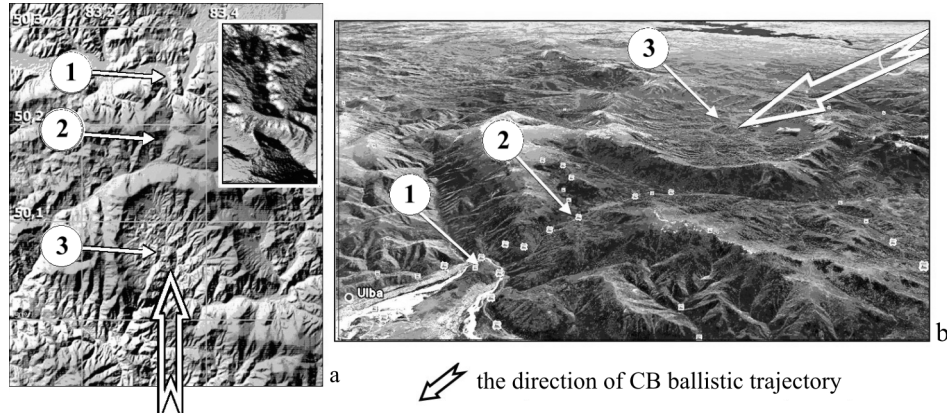 50,3 83,2 83,4
1
50,2
2
50,1
3
a
3
2
1
Ulba
b
the direction of CB ballistic trajectory